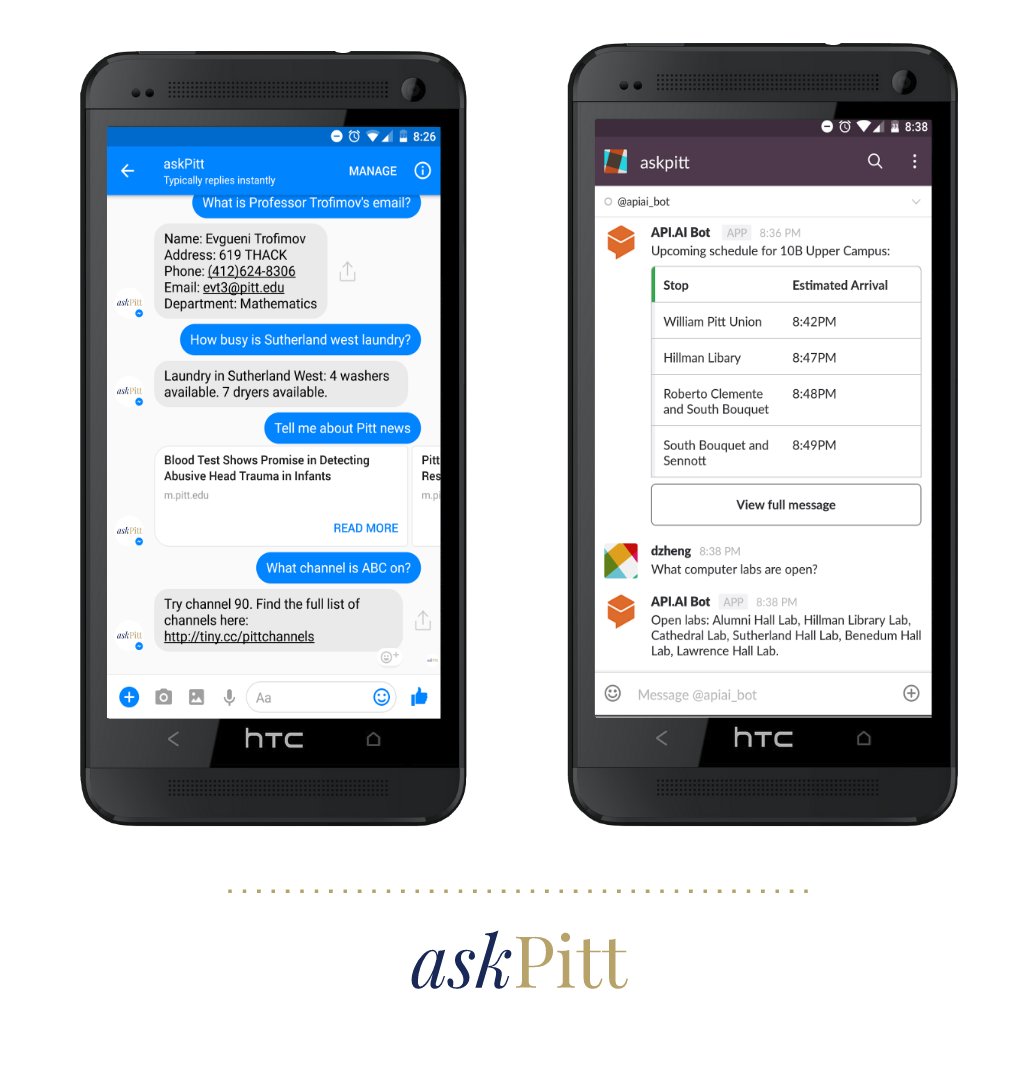 8:26
askPitt
Typically replies instantly
MANAGE
What is Professor Trofimov's email?
Name: Evgueni Trofimov
Address: 619 THACK
Phone: (412)624-8306
Email: evt3@pitt.edu
Department: Mathematics
askPitt
How busy is Sutherland west laundry?
Laundry in Sutherland West: 4 washers
available. 7 dryers available.
askPitt
Tell me about Pitt news
Blood Test Shows Promise in Detecting
Abusive Head Trauma in Infants
m.pitt.edu
READ MORE
Pitt
Res
m.pi
askPitt
What channel is ABC on?
Try channel 90. Find the full list of
channels here:
http://tiny.cc/pittchannels
askPitt
Aa
hTC
8:38
askpitt
@apiai_bot
API.AI Bot APP 8:36 PM
Upcoming schedule for 10B Upper Campus:
Stop Estimated Arrival
William Pitt Union 8:42PM
Hillman Libary 8:47PM
Roberto Clemente 8:48PM
and South Bouquet
South Bouquet and 8:49PM
Sennott
View full message
dzheng 8:38 PM
What computer labs are open?
API.AI Bot APP 8:38 PM
Open labs: Alumni Hall Lab, Hillman Library Lab,
Cathedral Lab, Sutherland Hall Lab, Benedum Hall
Lab, Lawrence Hall Lab.
Message @apiai_bot
hTC
askPitt